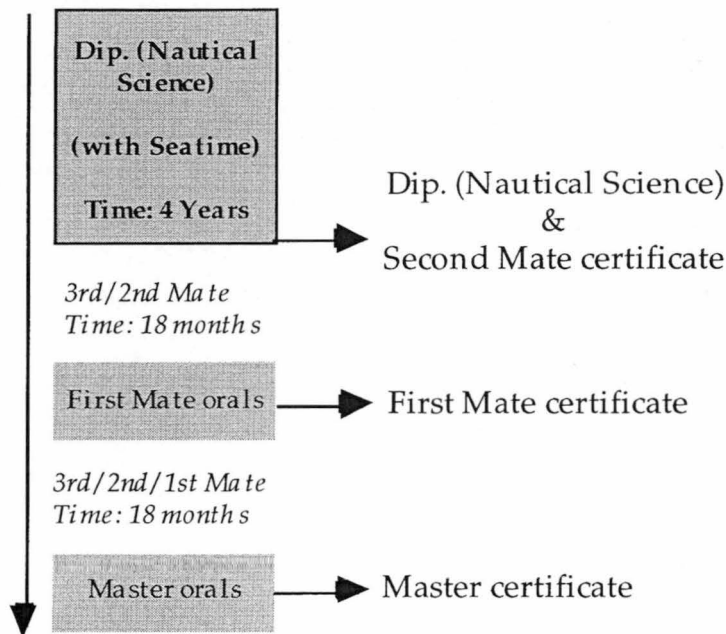 Dip. (Nautical
Science)
(with Seatime)
Time: 4 Years
Dip. (Nautical Science)
&
Second Mate certificate
3rd/2nd Mate
Time: 18 months
First Mate orals
First Mate certificate
3rd/2nd/1st Mate
Time: 18 months
Master orals
Master certificate